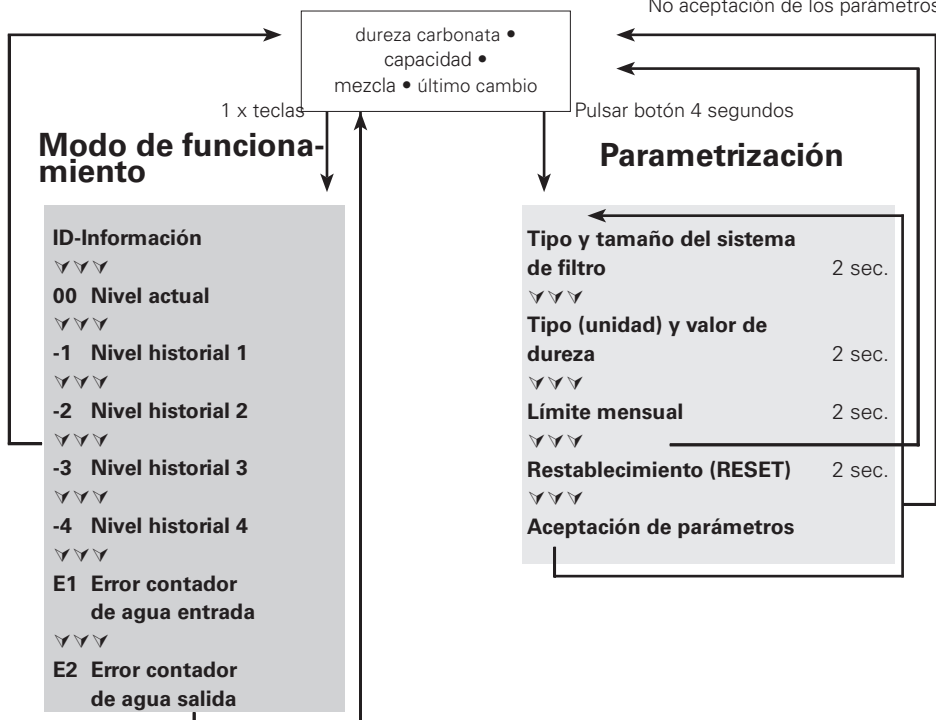 No aceptación de los parámetros
dureza carbonata •
capacidad •
mezcla • último cambio
1 x teclas
Pulsar botón 4 segundos
Modo de funciona-
miento
Parametrización
ID-Información
00 Nivel actual
-1 Nivel historial 1
-2 Nivel historial 2
-3 Nivel historial 3
-4 Nivel historial 4
E1 Error contador
de agua entrada
E2 Error contador
de agua salida
Tipo y tamaño del sistema
de filtro 2 sec.
Tipo (unidad) y valor de
dureza 2 sec.
Límite mensual 2 sec.
Restablecimiento (RESET) 2 sec.
Aceptación de parámetros